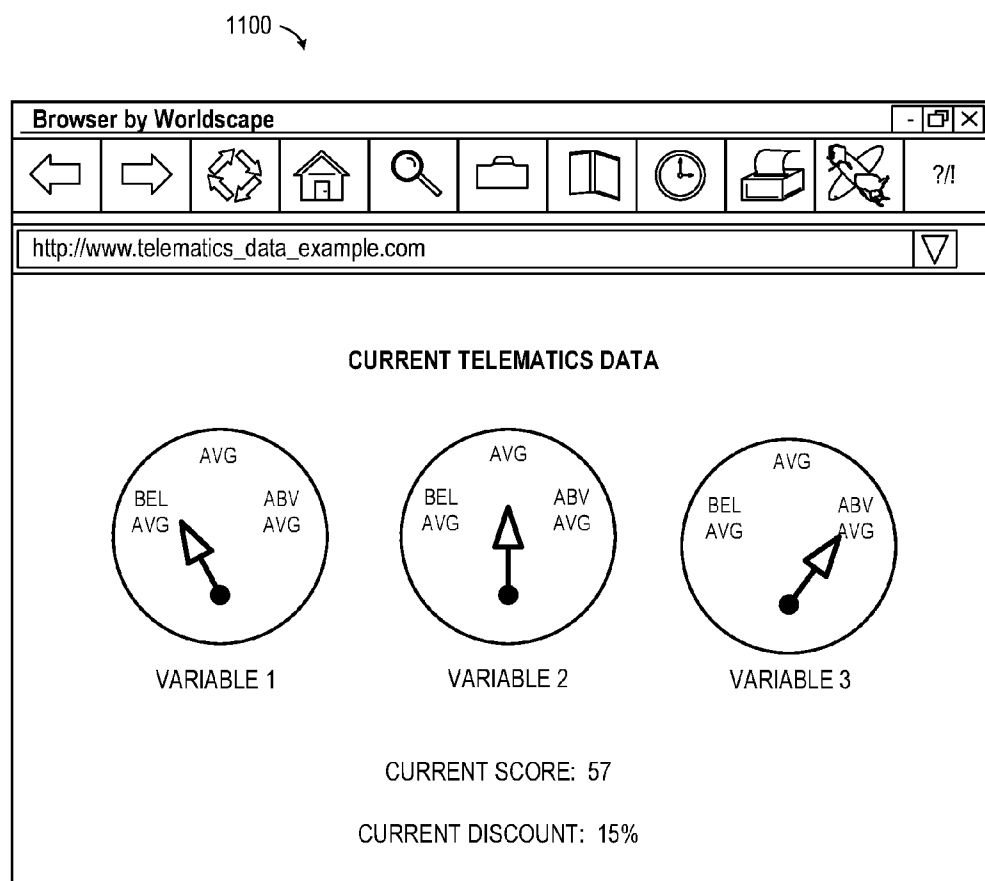 1100
Browser by Worldscape
?/!
http://www.telematics_data_example.com
CURRENT TELEMATICS DATA
AVG
BEL
AVG
ABV
AVG
VARIABLE 1
AVG
BEL
AVG
ABV
AVG
VARIABLE 2
AVG
BEL
AVG
ABV
AVG
VARIABLE 3
CURRENT SCORE: 57
CURRENT DISCOUNT: 15%